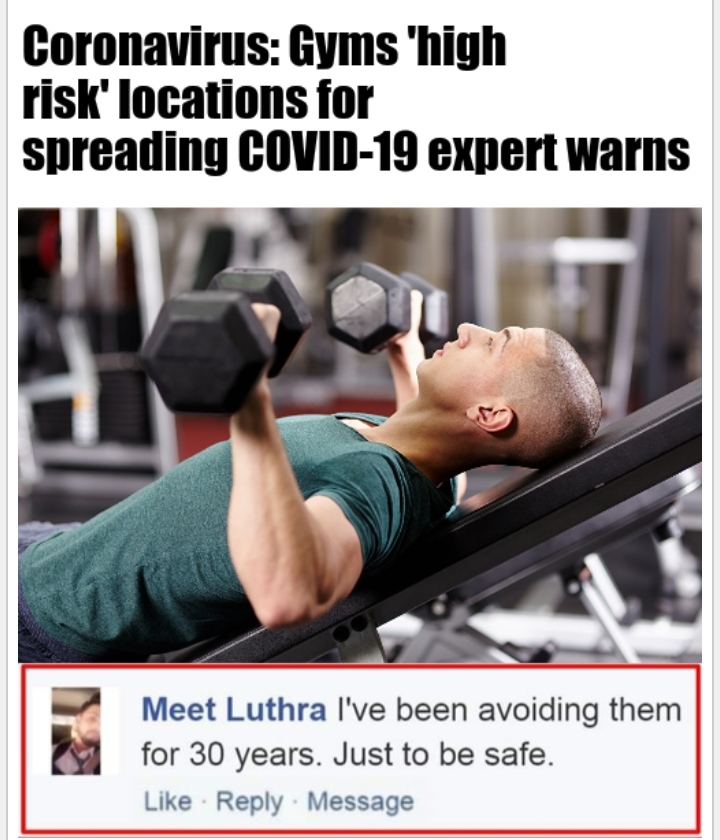 Coronavirus: Gyms 'high
risk' locations for
spreading COVID-19 expert warns
Meet Luthra I've been avoiding them
for 30 years. Just to be safe.
Like · Reply · Message